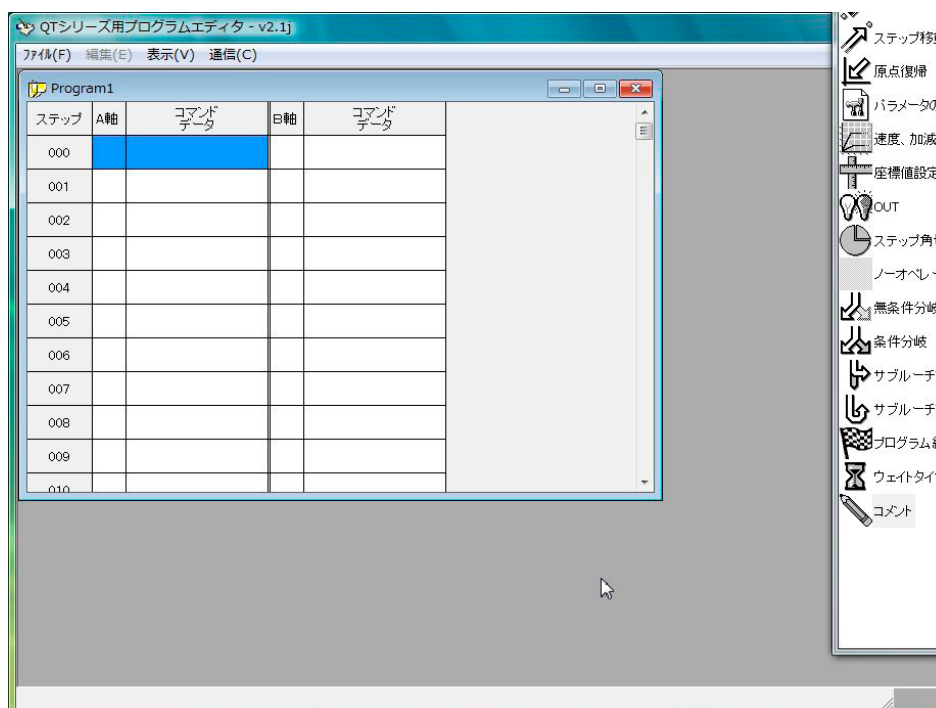 QTシリーズ用プログラムエディタ - v2.1j
ﾌｧｲﾙ(F) 編集(E) 表示(V) 通信(C)
Program1
ステップ A軸 コマンド データ B軸 コマンド データ
000
001
002
003
004
005
006
007
008
009
010
ステップ移動
原点復帰
パラメータの
速度、加減
座標値設定
OUT
ステップ角
ノーオペレー
無条件分岐
条件分岐
サブルーチ
サブルーチ
プログラム
ウェイトタイ
コメント